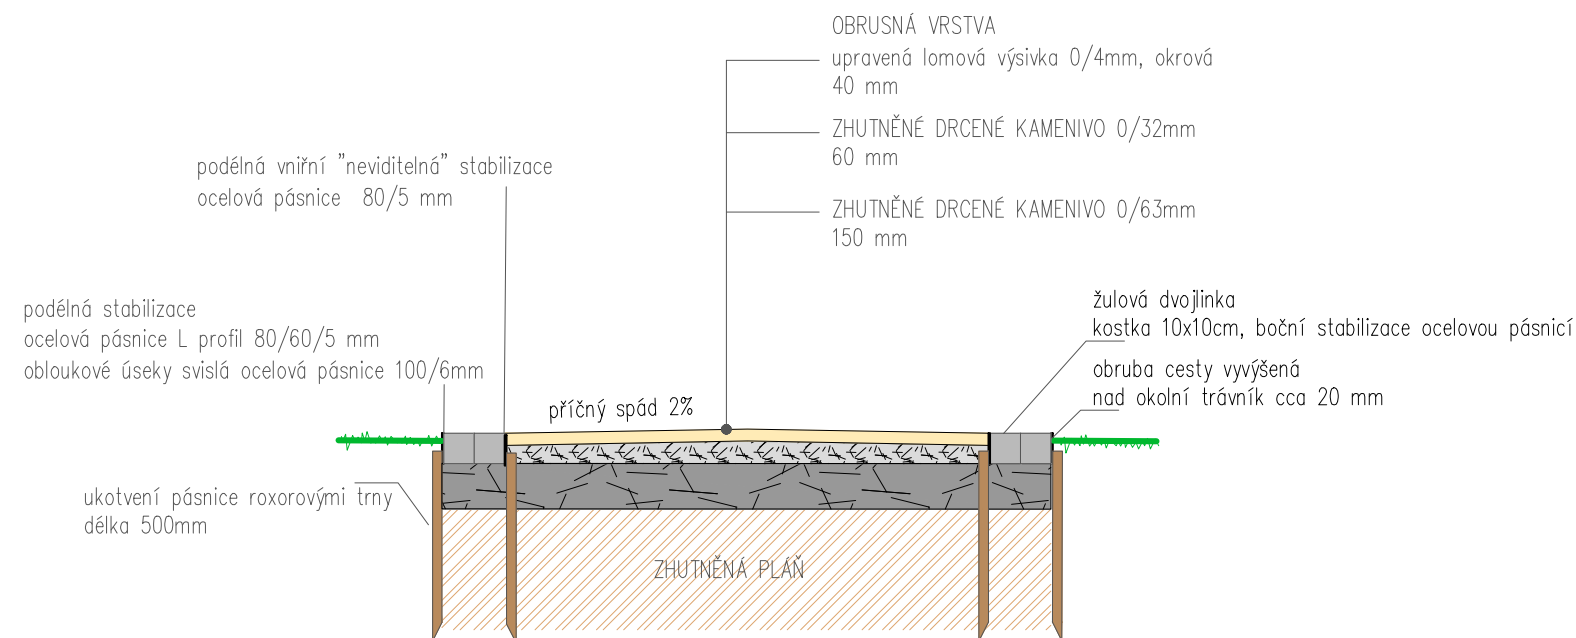 OBRUSNÁ VRSTVA
upravená lomová výsivka 0/4mm, okrová
40 mm
ZHUTNĚNÉ DRCENÉ KAMENIVO 0/32mm
60 mm
ZHUTNĚNÉ DRCENÉ KAMENIVO 0/63mm
150 mm
podélná vniřní "neviditelná" stabilizace
ocelová pásnice 80/5 mm
podélná stabilizace
ocelová pásnice L profil 80/60/5 mm
obloukové úseky svislá ocelová pásnice 100/6mm
žulová dvojlinka
kostka 10x10cm, boční stabilizace ocelovou pásnicí
obruba cesty vyvýšená
nad okolní trávník cca 20 mm
příčný spád 2%
ukotvení pásnice roxorovými trny
délka 500mm
ZHUTNĚNÁ PLÁŇ